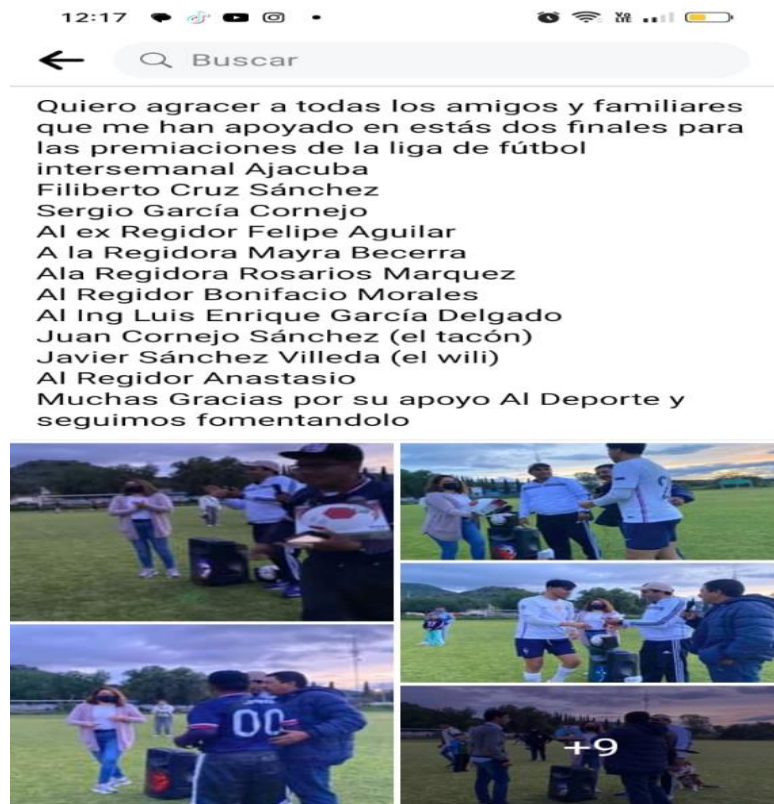 12:17
Buscar
Quiero agracer a todas los amigos y familiares
que me han apoyado en estás dos finales para
las premiaciones de la liga de fútbol
intersemanal Ajacuba
Filiberto Cruz Sánchez
Sergio García Cornejo
Al ex Regidor Felipe Aguilar
A la Regidora Mayra Becerra
Ala Regidora Rosarios Marquez
Al Regidor Bonifacio Morales
Al Ing Luis Enrique García Delgado
Juan Cornejo Sánchez (el tacón)
Javier Sánchez Villeda (el wili)
Al Regidor Anastasio
Muchas Gracias por su apoyo Al Deporte y
seguimos fomentandolo
00
+9